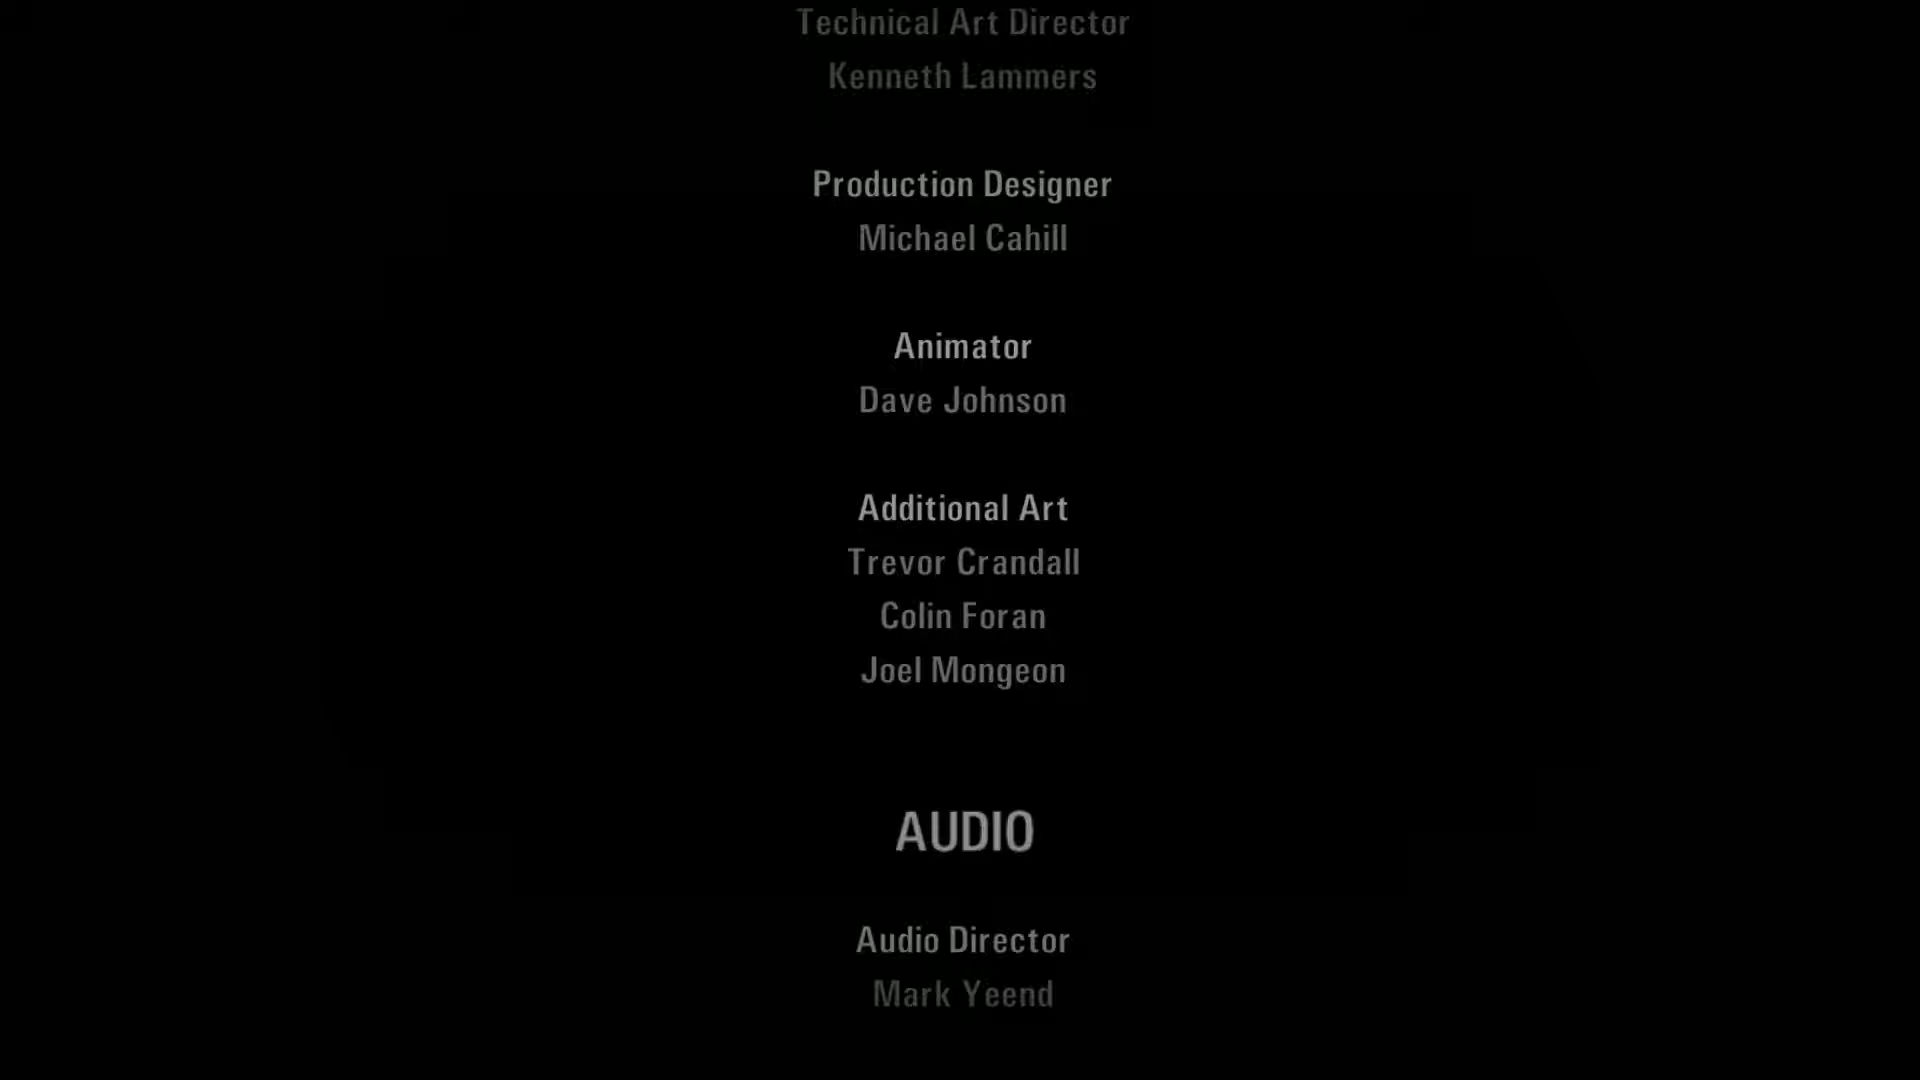 Technical Art Director
Kenneth Lammers
Production Designer
Michael Cahill
Animator
Dave Johnson
Additional Art
Trevor Crandall
Colin Foran
Joel Mongeon
AUDIO
Audio Director
Mark Yeend